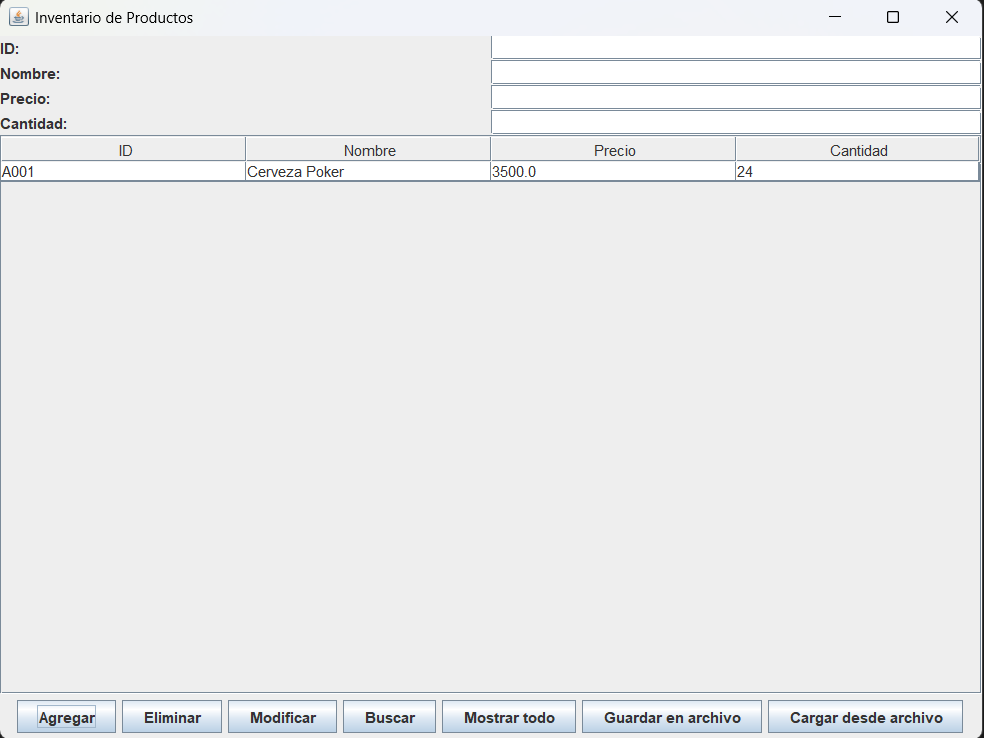 Inventario de Productos
ID:
Nombre:
Precio:
Cantidad:
ID Nombre Precio Cantidad
A001 Cerveza Poker 3500.0 24
Agregar Eliminar Modificar Buscar Mostrar todo Guardar en archivo Cargar desde archivo